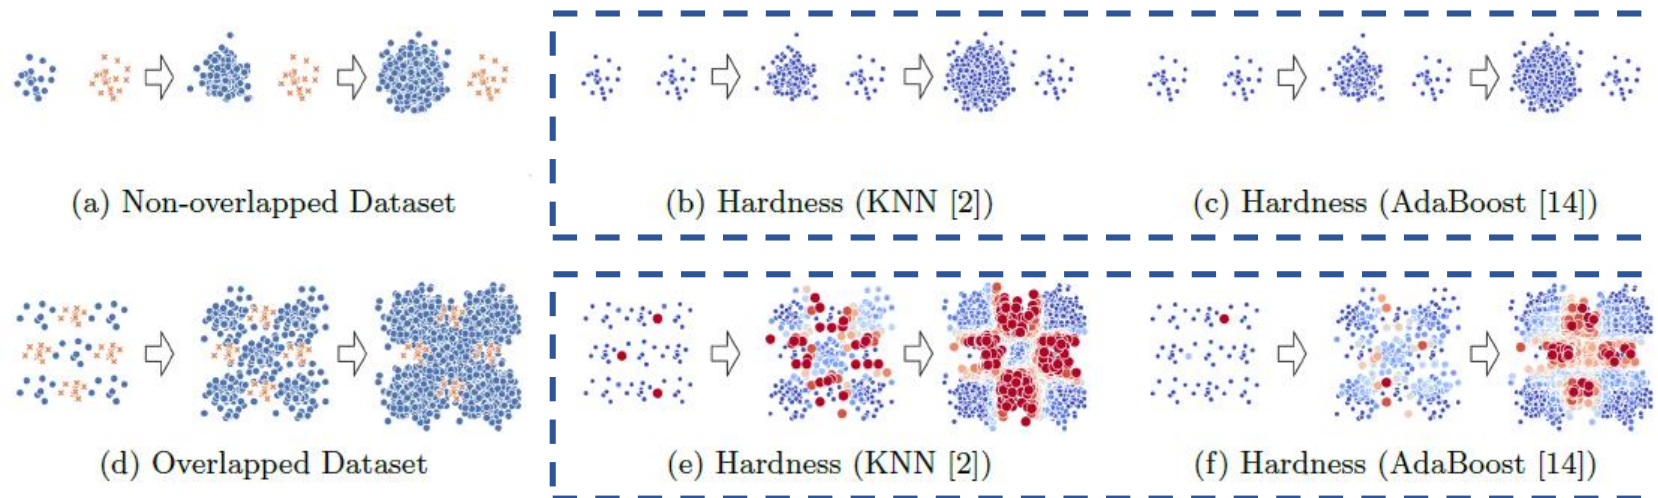 (a) Non-overlapped Dataset
(b) Hardness (KNN [2])
(c) Hardness (AdaBoost [14])
(d) Overlapped Dataset
(e) Hardness (KNN [2])
(f) Hardness (AdaBoost [14])